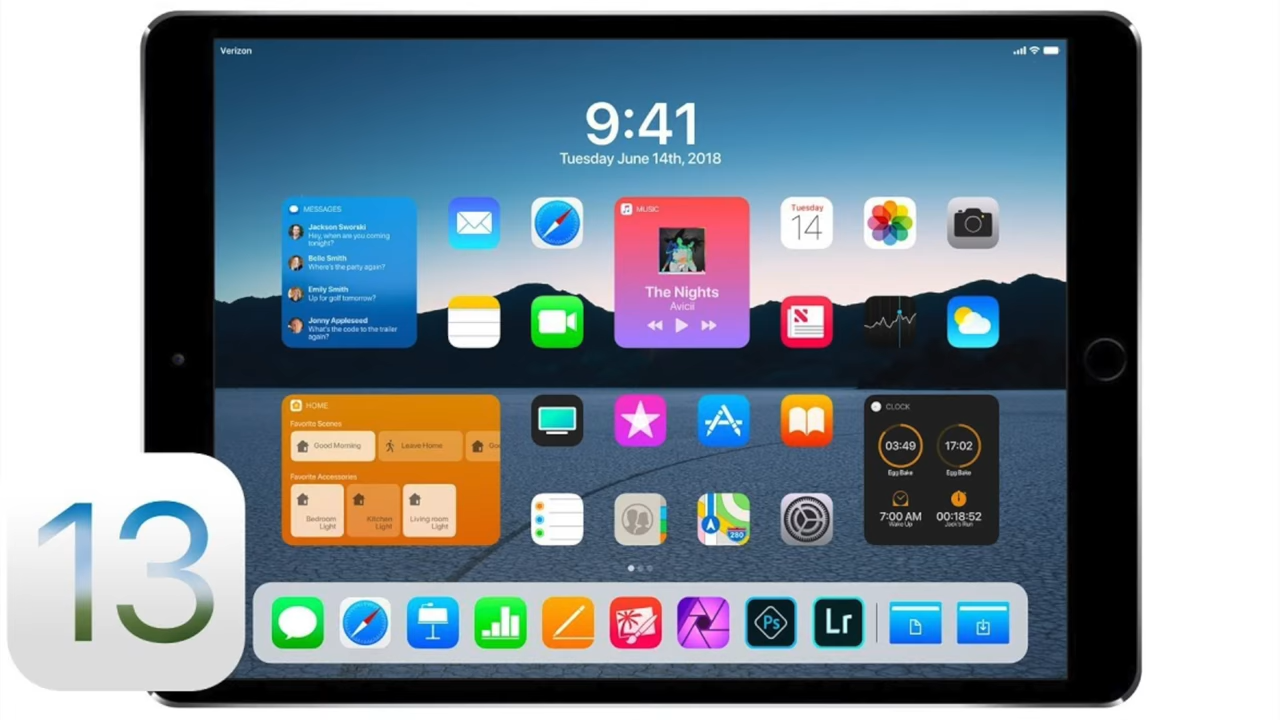 Verizon
9:41
Tuesday June 14th, 2018
MESSAGES
Jackson Sworski
Hey, when are you coming
tonight?
Belle Smith
Where's the party again?
Emily Smith
Up for golf tomorrow?
Jonny Appleseed
What's the code to the trailer
again?
MUSIC
The Nights
Avicii
Tuesday
14
HOME
Favorite Scenes
Good Morning
Leave Home
Goo
Favorite Accessories
Bedroom
Light
Kitchen
Light
Living room
Light
280
CLOCK
03:49
Egg Bake
17:02
Egg Bake
7:00 AM
Wake Up
00:18:52
Jack's Run
13
Ps
Lr